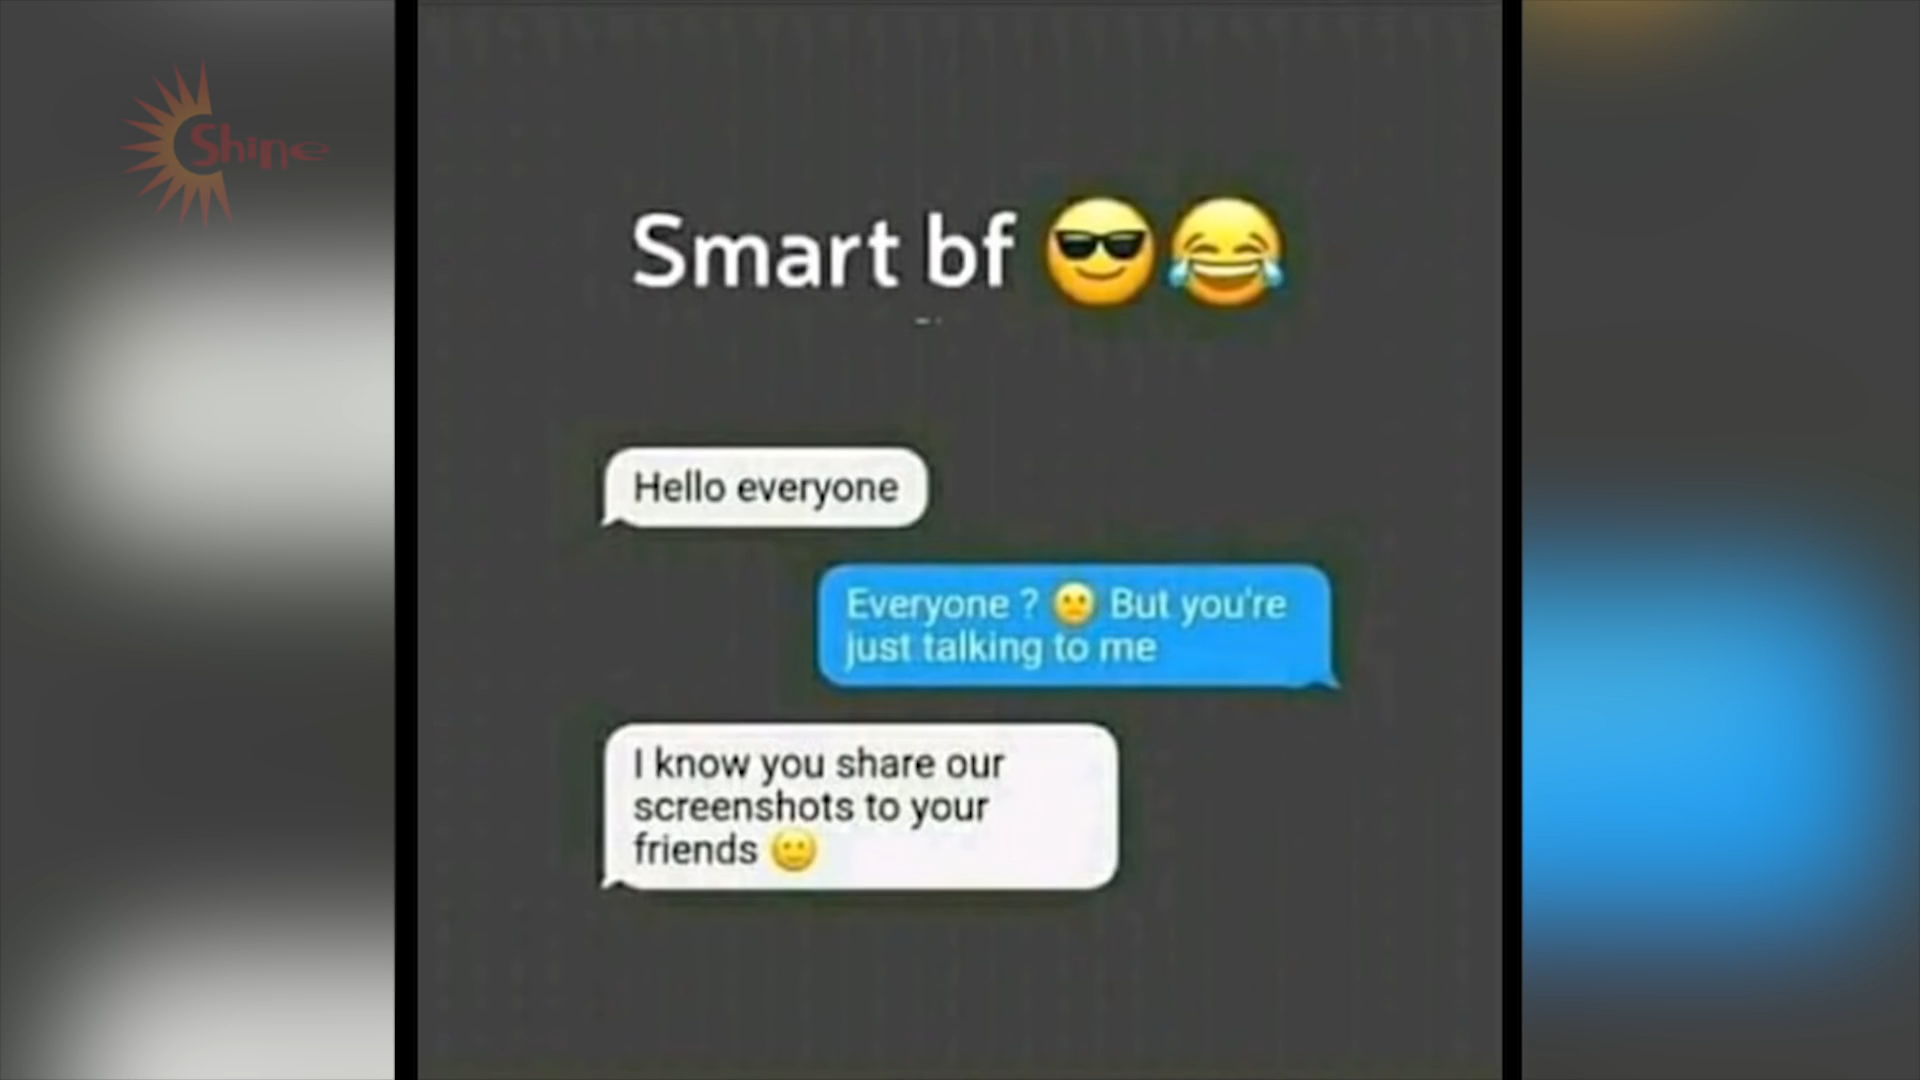 Shine
Smart bf 😎😂
Hello everyone
Everyone ? 🙁 But you're
just talking to me
I know you share our
screenshots to your
friends 🙂